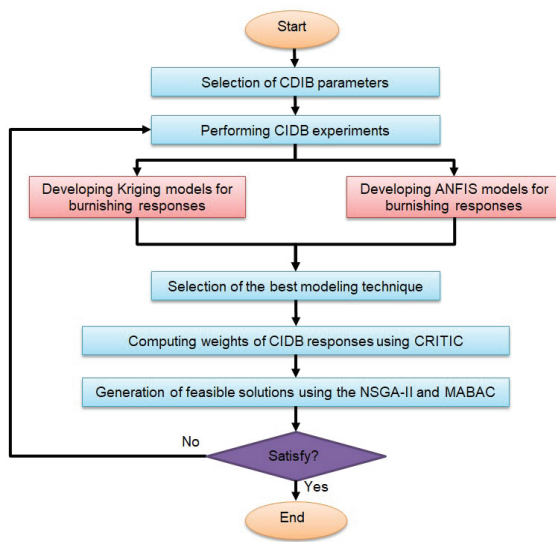 Start
Selection of CDIB parameters
Performing CIDB experiments
Developing Kriging models for
burnishing responses
Developing ANFIS models for
burnishing responses
Selection of the best modeling technique
Computing weights of CIDB responses using CRITIC
Generation of feasible solutions using the NSGA-II and MABAC
No
Satisfy?
Yes
End